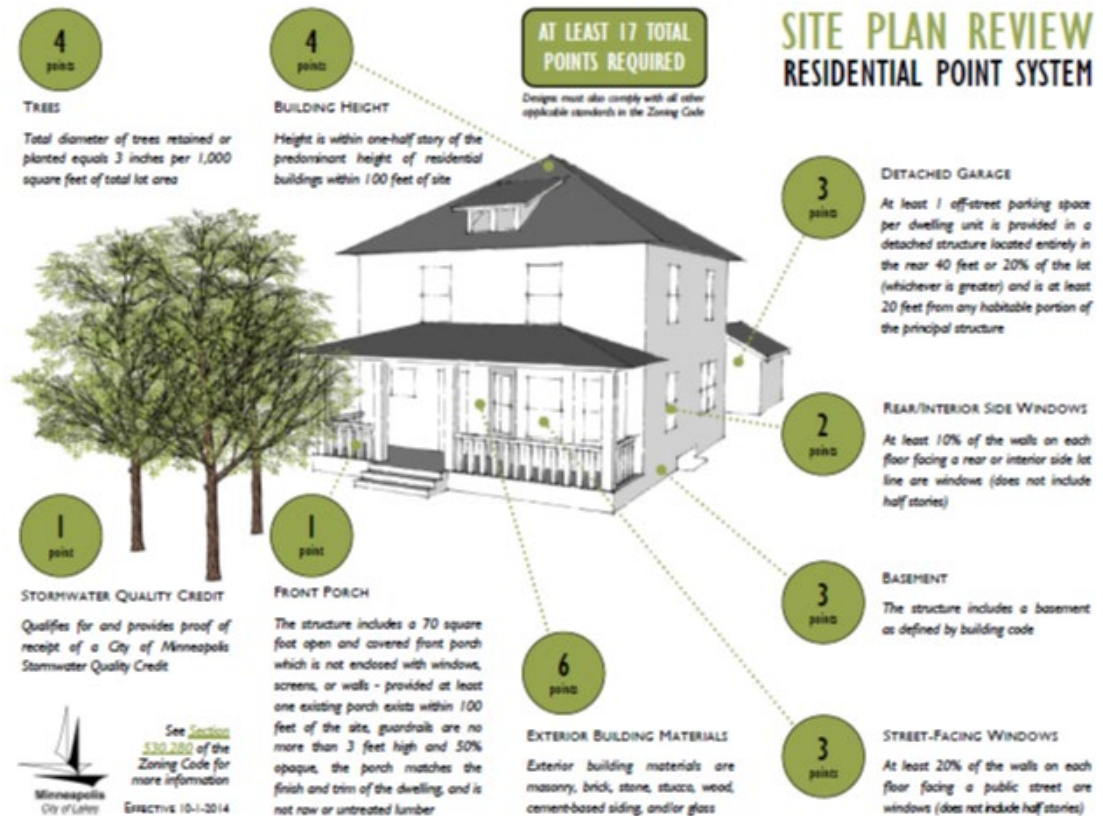 SITE PLAN REVIEW
RESIDENTIAL POINT SYSTEM
AT LEAST 17 TOTAL
POINTS REQUIRED
Designs must also comply with all other
applicable standards in the Zoning Code
4
points
TREES
Total diameter of trees retained or
planted equals 3 inches per 1,000
square feet of total lot area
4
points
BUILDING HEIGHT
Height is within one-half story of the
predominant height of residential
buildings within 100 feet of site
3
points
DETACHED GARAGE
At least 1 off-street parking space
per dwelling unit is provided in a
detached structure located entirely in
the rear 40 feet or 20% of the lot
(whichever is greater) and is at least
20 feet from any habitable portion of
the principal structure
2
points
REAR/INTERIOR SIDE WINDOWS
At least 10% of the walls on each
floor facing a rear or interior side lot
line are windows (does not include
half stories)
3
points
BASEMENT
The structure includes a basement
as defined by building code
3
points
STREET-FACING WINDOWS
At least 20% of the walls on each
floor facing a public street are
windows (does not include half stories)
6
points
EXTERIOR BUILDING MATERIALS
Exterior building materials are
masonry, brick, stone, stucco, wood,
cement-based siding, and/or glass
1
point
FRONT PORCH
The structure includes a 70 square
foot open and covered front porch
which is not enclosed with windows,
screens, or walls - provided at least
one existing porch exists within 100
feet of the site, guardrails are no
more than 3 feet high and 50%
opaque, the porch matches the
finish and trim of the dwelling, and is
not raw or untreated lumber
1
point
STORMWATER QUALITY CREDIT
Qualifies for and provides proof of
receipt of a City of Minneapolis
Stormwater Quality Credit
Minneapolis
City of Lakes
See Section
530.280 of the
Zoning Code for
more information
EFFECTIVE 10-1-2014